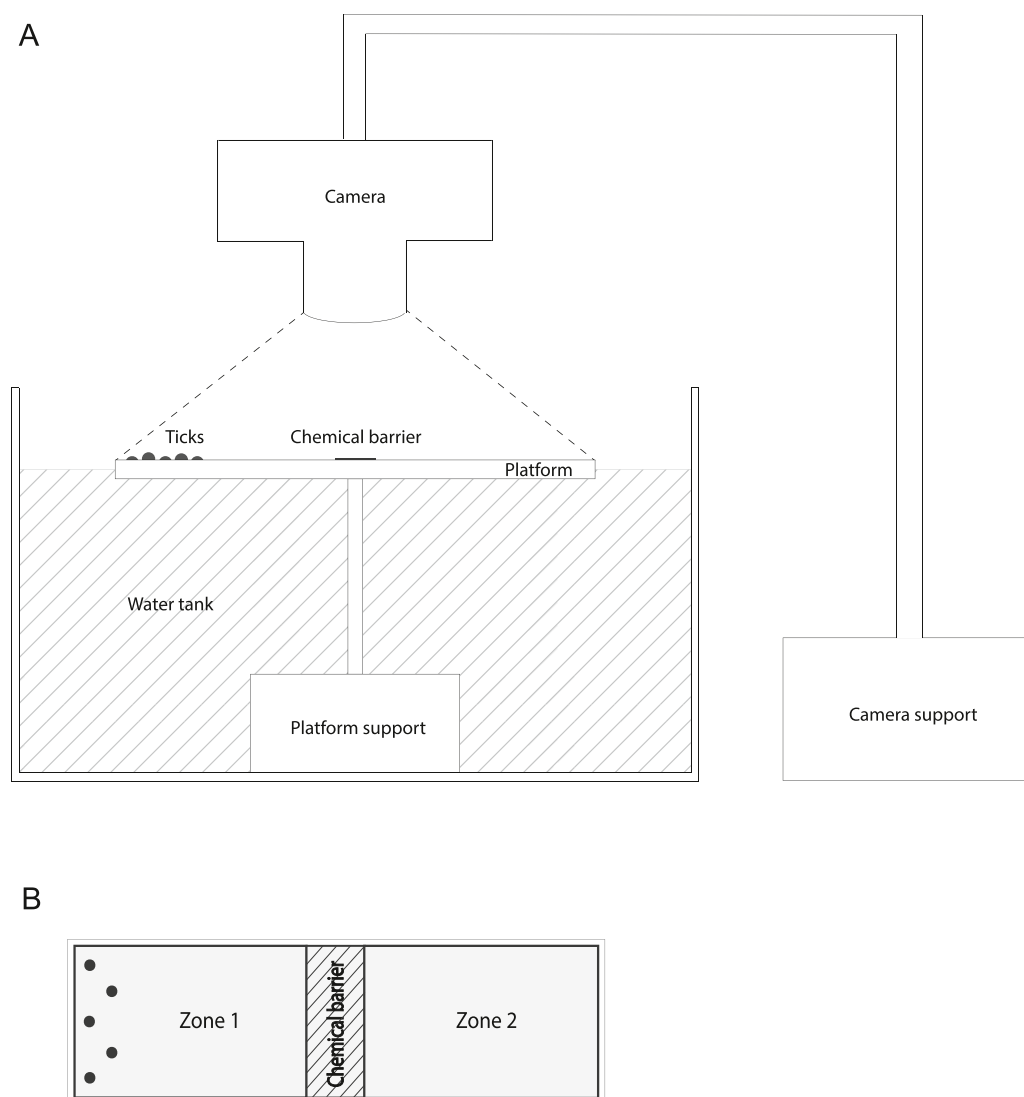 A
Camera
Ticks
Chemical barrier
Platform
Water tank
Platform support
Camera support
B
Zone 1
Chemical barrier
Zone 2